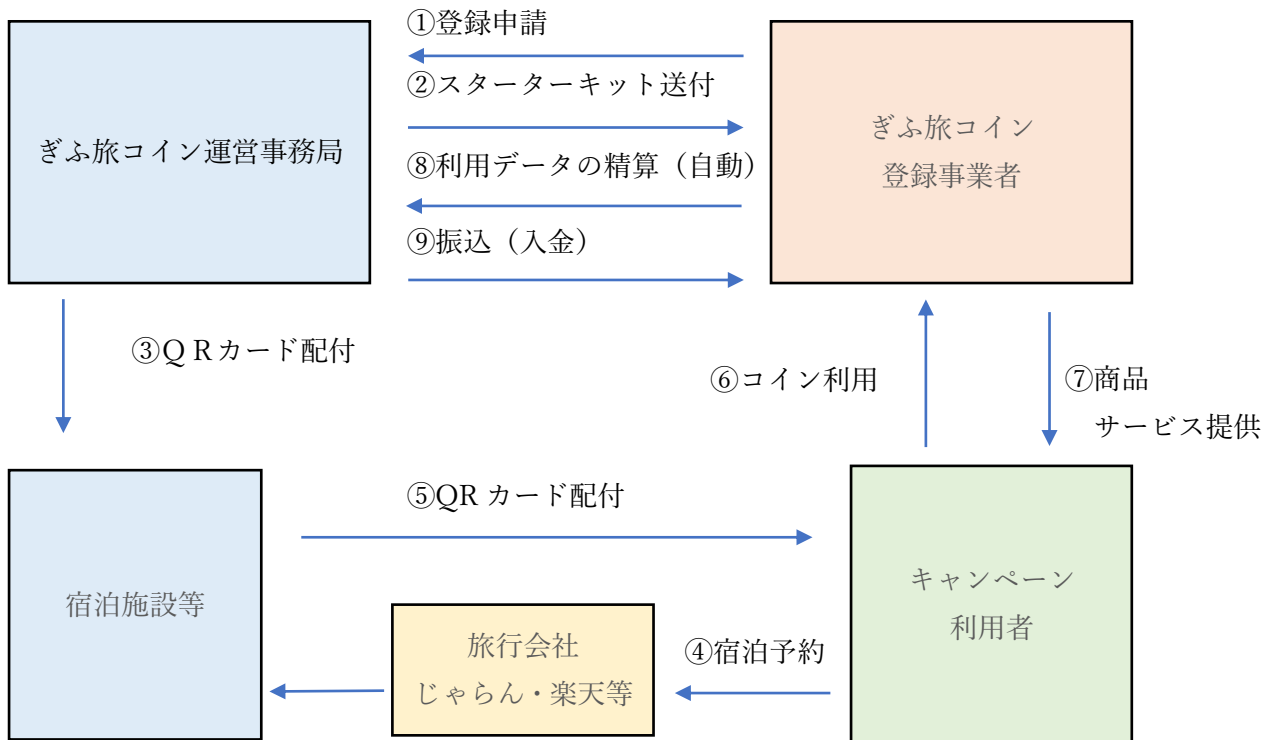 ①登録申請
②スターターキット送付
ぎふ旅コイン運営事務局
ぎふ旅コイン
登録事業者
⑧利用データの精算（自動）
⑨振込（入金）
③ＱＲカード配付
⑥コイン利用
⑦商品
サービス提供
⑤QRカード配付
宿泊施設等
キャンペーン
利用者
旅行会社
じゃらん・楽天等
④宿泊予約